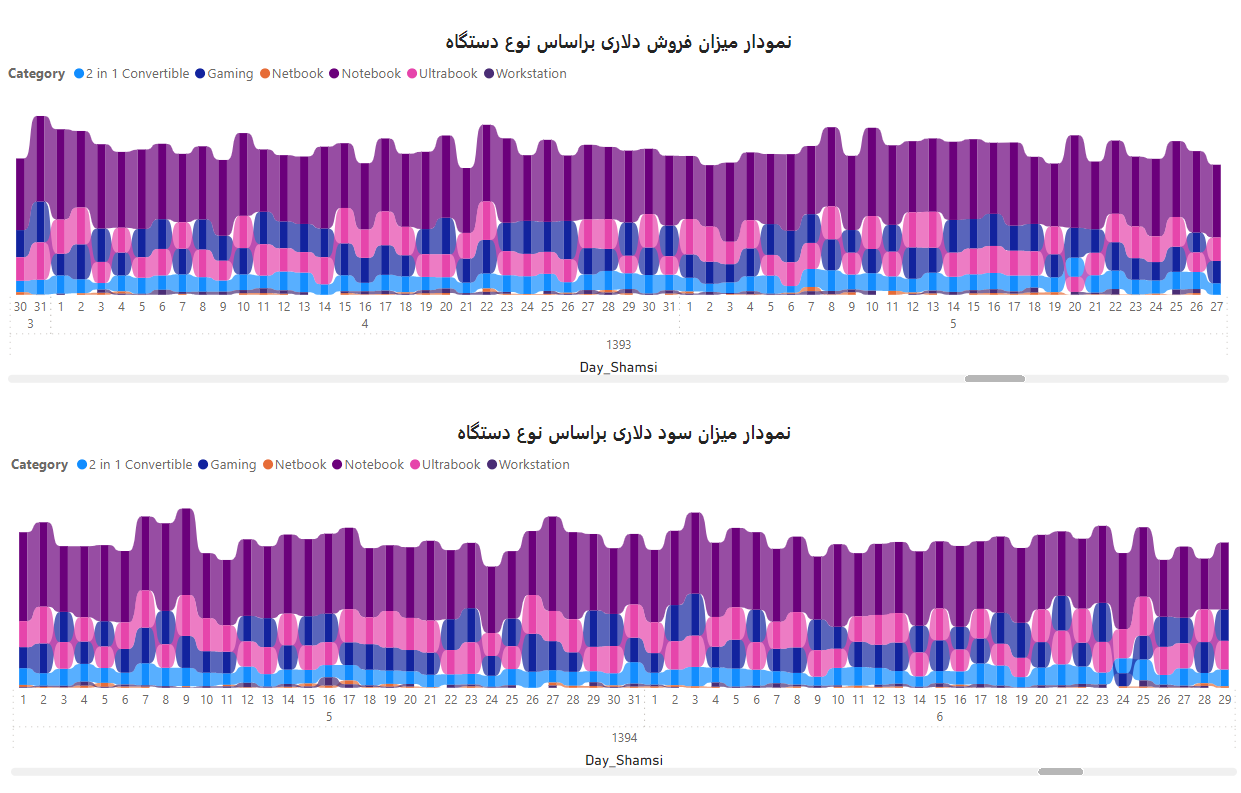 نمودار میزان فروش دلاری براساس نوع دستگاه
Category 2 in 1 Convertible Gaming Netbook Notebook Ultrabook Workstation
30 31 1 2 3 4 5 6 7 8 9 10 11 12 13 14 15 16 17 18 19 20 21 22 23 24 25 26 27 28 29 30 31 1 2 3 4 5 6 7 8 9 10 11 12 13 14 15 16 17 18 19 20 21 22 23 24 25 26 27
3 4 5
1393
Day_Shamsi
نمودار میزان سود دلاری براساس نوع دستگاه
Category 2 in 1 Convertible Gaming Netbook Notebook Ultrabook Workstation
1 2 3 4 5 6 7 8 9 10 11 12 13 14 15 16 17 18 19 20 21 22 23 24 25 26 27 28 29 30 31 1 2 3 4 5 6 7 8 9 10 11 12 13 14 15 16 17 18 19 20 21 22 23 24 25 26 27 28 29
5 6
1394
Day_Shamsi